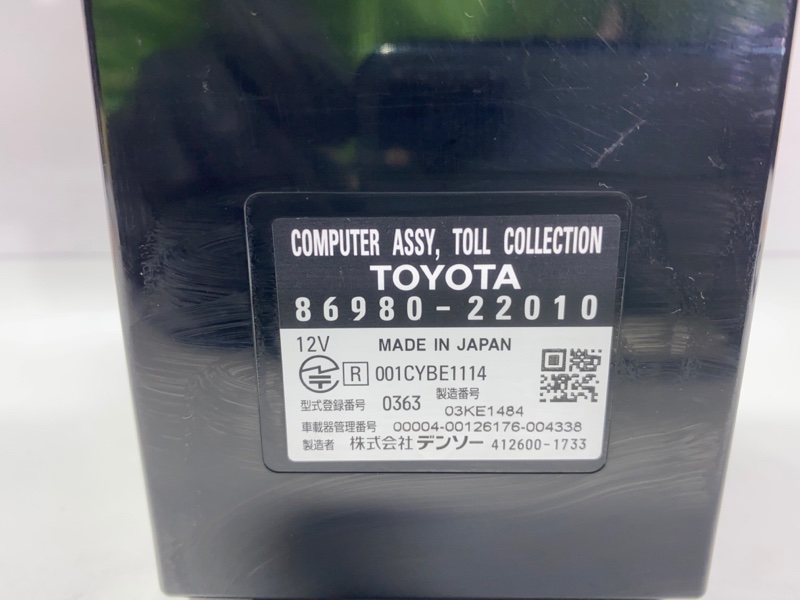 COMPUTER ASSY, TOLL COLLECTION
TOYOTA
86980-22010
12V MADE IN JAPAN
R 001CYBE1114
型式登録番号 0363 製造番号 03KE1484
車載器管理番号 00004-00126176-004338
製造者 株式会社デンソー 412600-1733